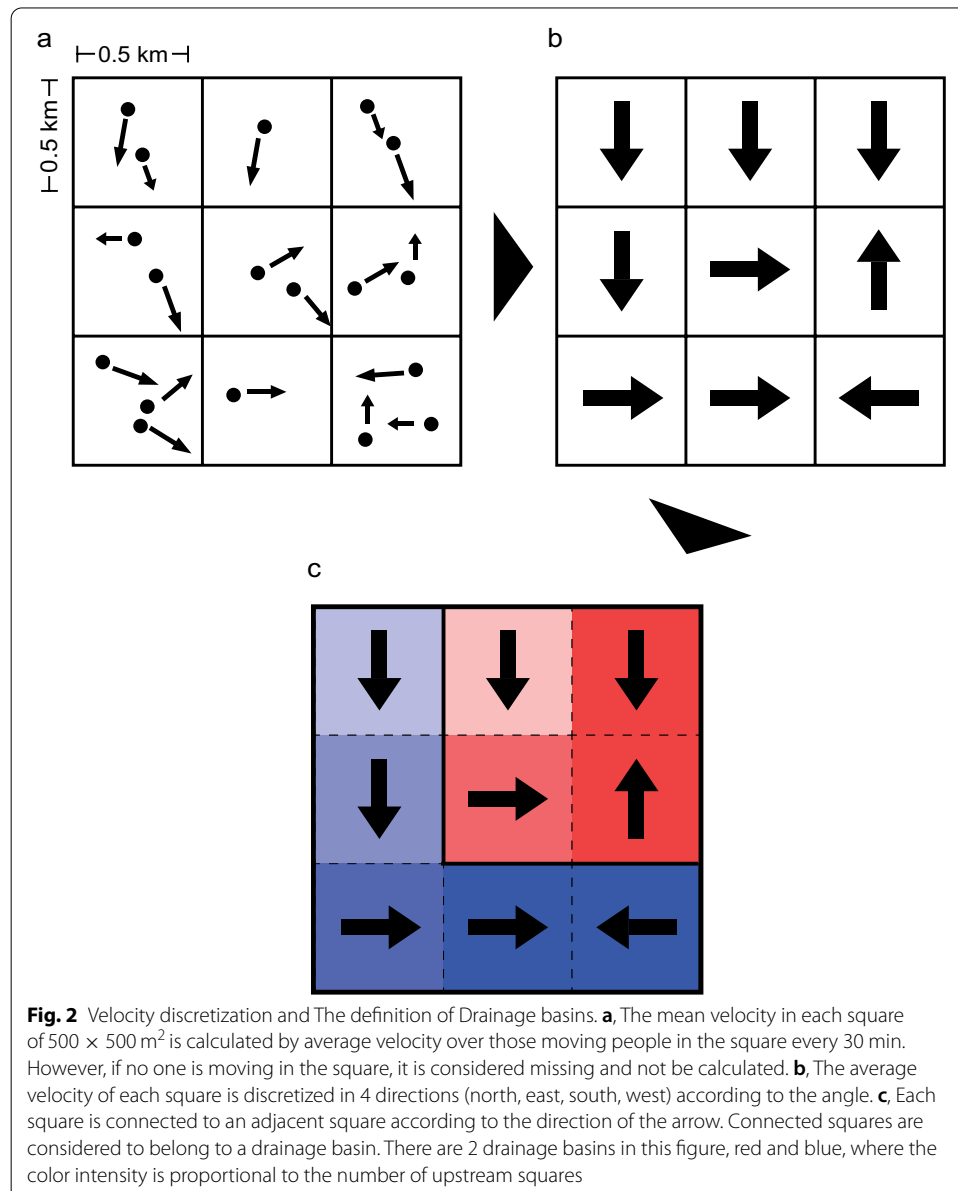 a
0.5 km
0.5 km
b
c
Fig. 2 Velocity discretization and The definition of Drainage basins. a, The mean velocity in each square
of 500 × 500 m² is calculated by average velocity over those moving people in the square every 30 min.
However, if no one is moving in the square, it is considered missing and not be calculated. b, The average
velocity of each square is discretized in 4 directions (north, east, south, west) according to the angle. c, Each
square is connected to an adjacent square according to the direction of the arrow. Connected squares are
considered to belong to a drainage basin. There are 2 drainage basins in this figure, red and blue, where the
color intensity is proportional to the number of upstream squares